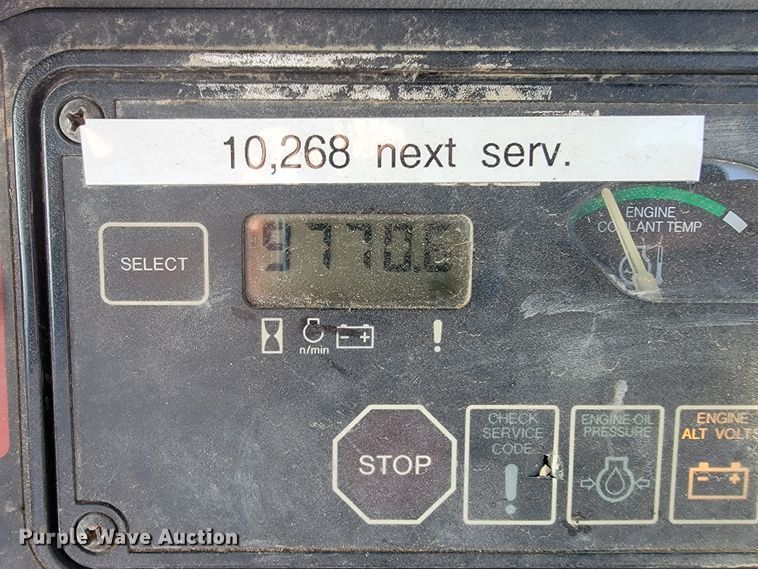 10,268 next serv.
ENGINE
COOLANT TEMP
SELECT
9770.6
n/min
STOP
CHECK
SERVICE
CODE
!
ENGINE OIL
PRESSURE
ENGINE
ALT VOLTS
Purple Wave Auction